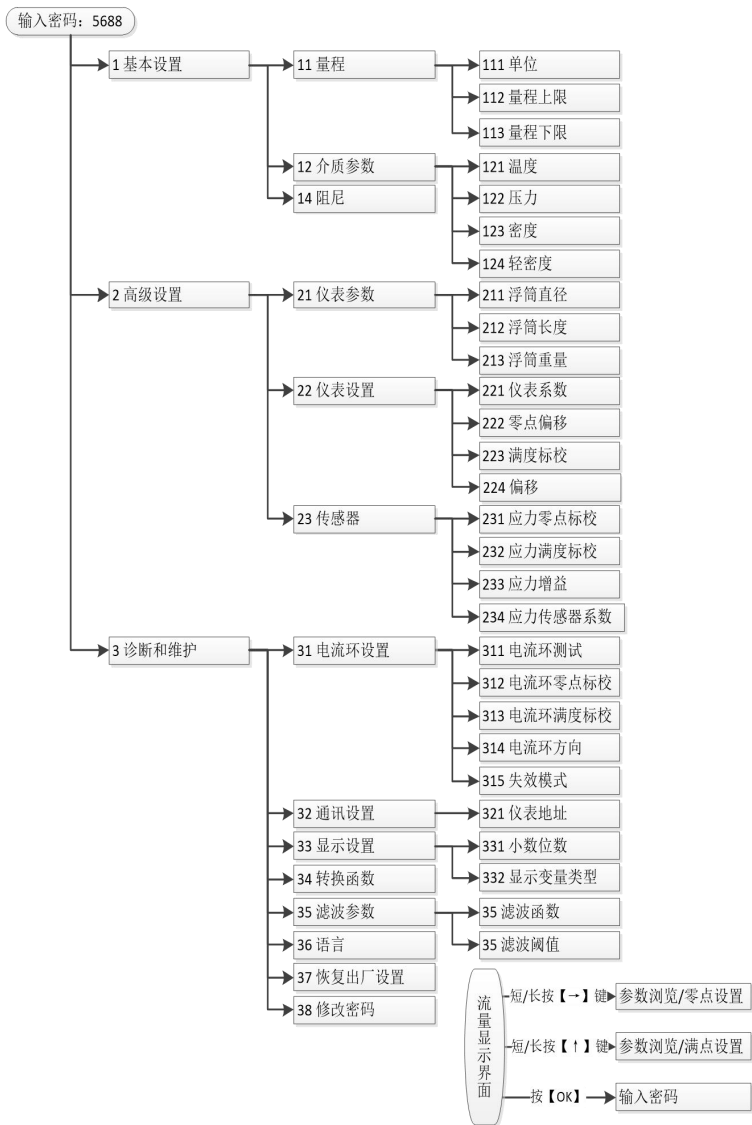 输入密码：5688
1 基本设置
11 量程
111 单位
112 量程上限
113 量程下限
12 介质参数
121 温度
14 阻尼
122 压力
123 密度
124 轻密度
2 高级设置
21 仪表参数
211 浮筒直径
212 浮筒长度
213 浮筒重量
22 仪表设置
221 仪表系数
222 零点偏移
223 满度标校
224 偏移
23 传感器
231 应力零点标校
232 应力满度标校
233 应力增益
234 应力传感器系数
3 诊断和维护
31 电流环设置
311 电流环测试
312 电流环零点标校
313 电流环满度标校
314 电流环方向
315 失效模式
32 通讯设置
321 仪表地址
33 显示设置
331 小数位数
34 转换函数
332 显示变量类型
35 滤波参数
35 滤波函数
36 语言
35 滤波阈值
37 恢复出厂设置
38 修改密码
流量显示界面
短/长按【→】键
参数浏览/零点设置
短/长按【↑】键
参数浏览/满点设置
按【OK】
输入密码